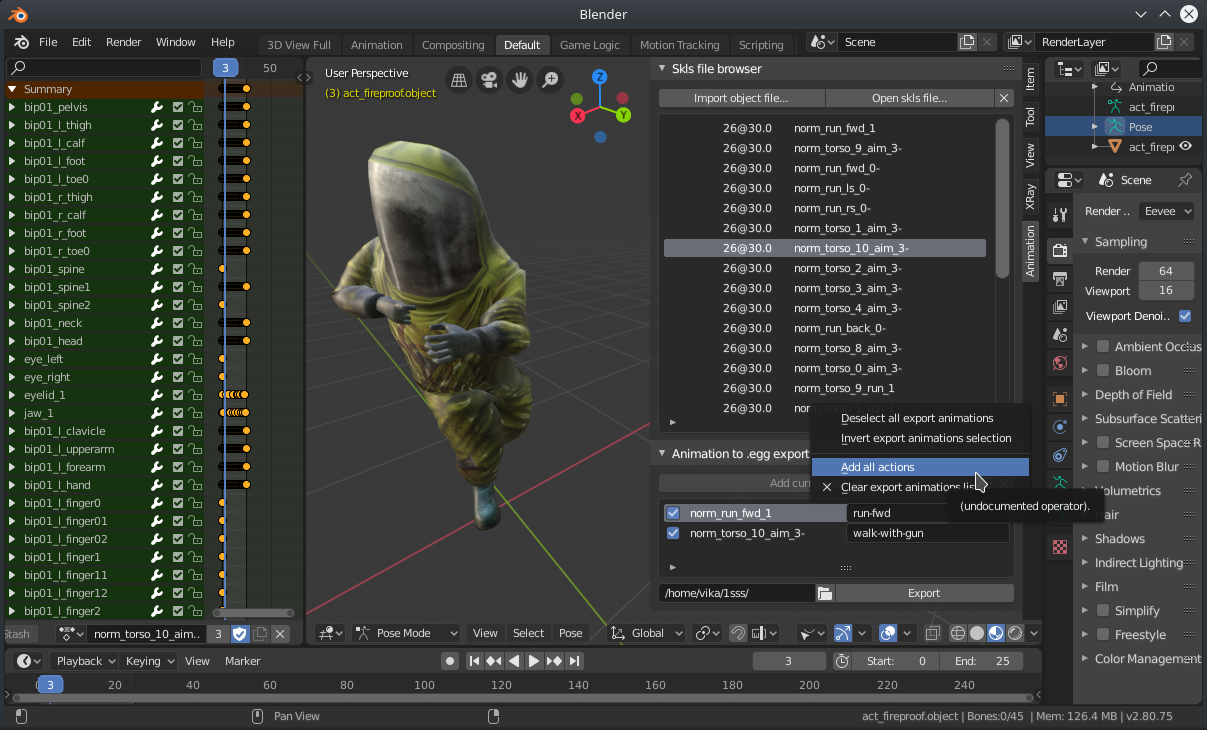 Blender
File Edit Render Window Help
3D View Full Animation Compositing Default Game Logic Motion Tracking Scripting
Scene
RenderLayer
3 50
Summary
bip01_pelvis
bip01_l_thigh
bip01_l_calf
bip01_l_foot
bip01_l_toe0
bip01_r_thigh
bip01_r_calf
bip01_r_foot
bip01_r_toe0
bip01_spine
bip01_spine1
bip01_spine2
bip01_neck
bip01_head
eye_left
eye_right
eyelid_1
jaw_1
bip01_l_clavicle
bip01_l_upperarm
bip01_l_forearm
bip01_l_hand
bip01_l_finger0
bip01_l_finger01
bip01_l_finger02
bip01_l_finger1
bip01_l_finger11
bip01_l_finger12
bip01_l_finger2
Stash norm_torso_10_aim.. 3
User Perspective
(3) act_fireproof.object
Z
X Y
Skls file browser
Import object file... Open skls file...
26@30.0 norm_run_fwd_1
26@30.0 norm_torso_9_aim_3-
26@30.0 norm_run_fwd_0-
26@30.0 norm_run_ls_0-
26@30.0 norm_run_rs_0-
26@30.0 norm_torso_1_aim_3-
26@30.0 norm_torso_10_aim_3-
26@30.0 norm_torso_2_aim_3-
26@30.0 norm_torso_3_aim_3-
26@30.0 norm_torso_4_aim_3-
26@30.0 norm_run_back_0-
26@30.0 norm_torso_8_aim_3-
26@30.0 norm_torso_0_aim_3-
26@30.0 norm_torso_9_run_1
26@30.0
Deselect all export animations
Invert export animations selection
Add all actions
Clear export animations lis
(undocumented operator).
Animation to .egg export
Add curr
norm_run_fwd_1 run-fwd
norm_torso_10_aim_3- walk-with-gun
/home/vika/1sss/ Export
Item
Tool
View
XRay
Animation
Animatio
act_firepr
Pose
act_firepr
Scene
Render .. Eevee
Sampling
Render 64
Viewport 16
Viewport Denoi..
Ambient Occlus
Bloom
Depth of Field
Subsurface Scatteri
Screen Space R
Motion Blur
Volumetrics
Hair
Shadows
Indirect Lighting
Film
Simplify
Freestyle
Color Management
Pose Mode View Select Pose Global
Playback Keying View Marker 3 Start: 0 End: 25
3 20 40 60 80 100 120 140 160 180 200 220 240
Pan View
act_fireproof.object | Bones:0/45 | Mem: 126.4 MB | v2.80.75